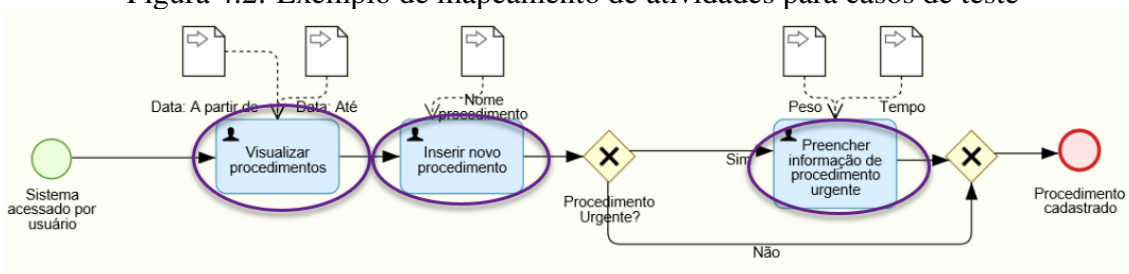 Figura 4.2: Exemplo de mapeamento de atividades para casos de teste
Data: A partir de
Data: Até
Nome
procedimento
Peso
Tempo
Sistema
acessado por
usuário
Visualizar
procedimentos
Inserir novo
procedimento
Procedimento
Urgente?
Sim
Não
Preencher
informação de
procedimento
urgente
Procedimento
cadastrado